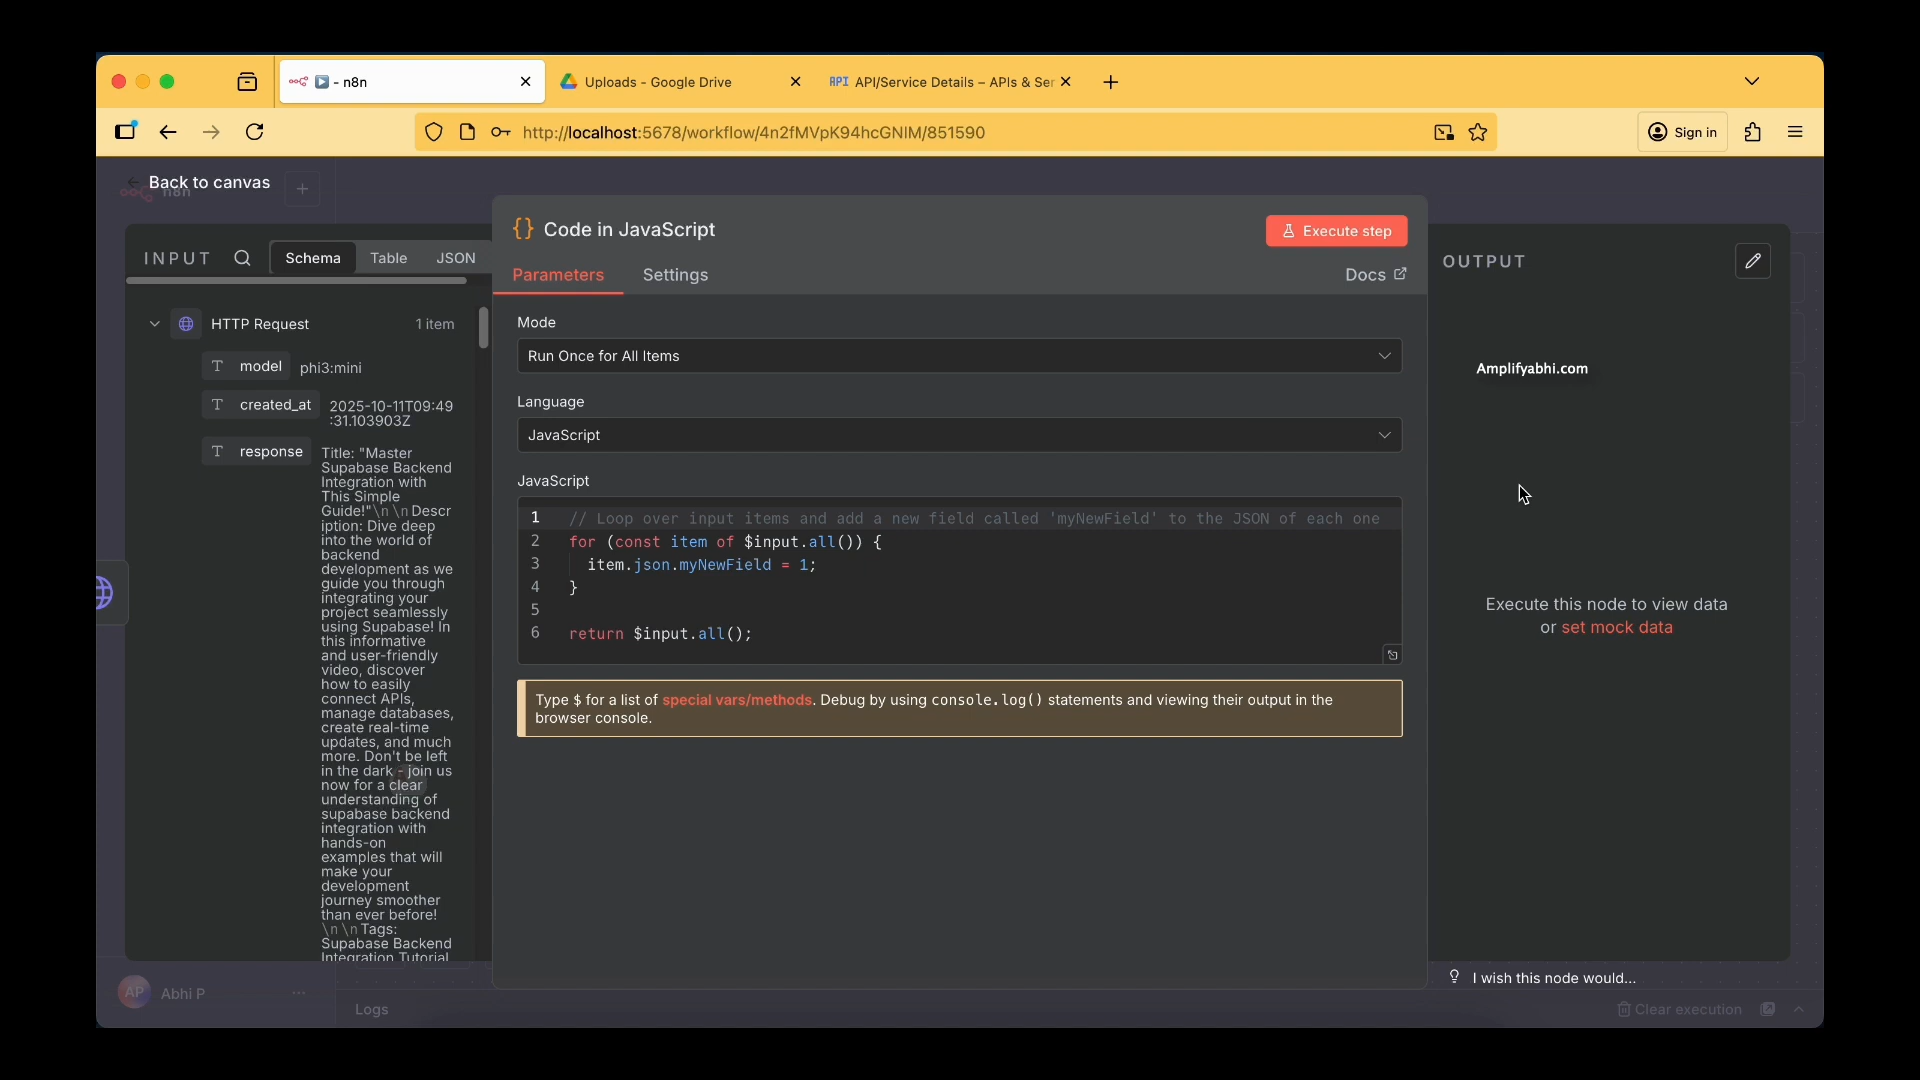 - n8n
Uploads - Google Drive
API API/Service Details – APIs & Ser
http://localhost:5678/workflow/4n2fMVpK94hcGNIM/851590
Sign in
Back to canvas
n8n
INPUT
Schema
Table
JSON
HTTP Request
1 item
T model phi3:mini
T created_at 2025-10-11T09:49
:31.103903Z
T response Title: "Master
Supabase Backend
Integration with
This Simple
Guide!"\n \n Descr
iption: Dive deep
into the world of
backend
development as we
guide you through
integrating your
project seamlessly
using Supabase! In
this informative
and user-friendly
video, discover
how to easily
connect APIs,
manage databases,
create real-time
updates, and much
more. Don't be left
in the dark - join us
now for a clear
understanding of
supabase backend
integration with
hands-on
examples that will
make your
development
journey smoother
than ever before!
\n \n Tags:
Supabase Backend
Integration Tutorial
{} Code in JavaScript
Execute step
Parameters
Settings
Docs
Mode
Run Once for All Items
Language
JavaScript
JavaScript
1 // Loop over input items and add a new field called 'myNewField' to the JSON of each one
2 for (const item of $input.all()) {
3 item.json.myNewField = 1;
4 }
5
6 return $input.all();
Type $ for a list of special vars/methods. Debug by using console.log() statements and viewing their output in the
browser console.
OUTPUT
Amplifyabhi.com
Execute this node to view data
or set mock data
I wish this node would...
AP Abhi P
Logs
Clear execution